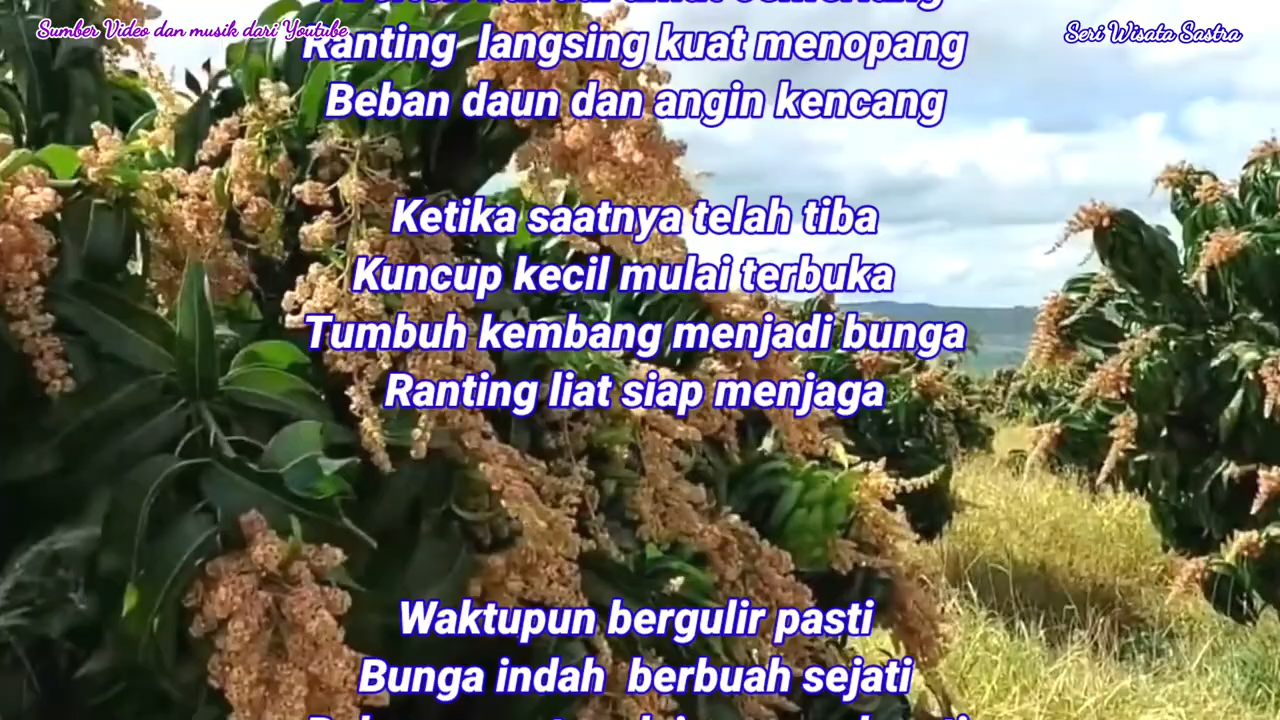 Sumber Video dan musik dari Youtube
Seri Wisata Sastra
Ranting langsing kuat menopang
Beban daun dan angin kencang
Ketika saatnya telah tiba
Kuncup kecil mulai terbuka
Tumbuh kembang menjadi bunga
Ranting liat siap menjaga
Waktupun bergulir pasti
Bunga indah berbuah sejati